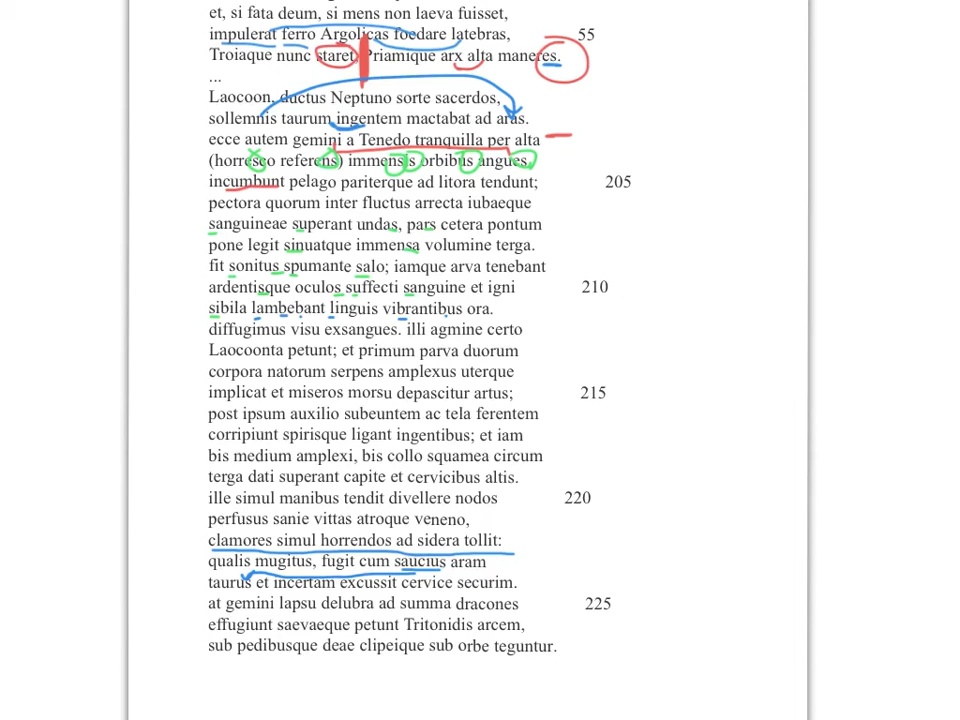 et, si fata deum, si mens non laeva fuisset,
impulerat ferro Argolicas foedare latebras, 55
Troiaque nunc staret, Priamique arx alta maneres.
...
Laocoon, ductus Neptuno sorte sacerdos,
sollemnis taurum ingentem mactabat ad aras.
ecce autem gemini a Tenedo tranquilla per alta
(horresco referens) immensis orbibus angues
incumbunt pelago pariterque ad litora tendunt; 205
pectora quorum inter fluctus arrecta iubaeque
sanguineae superant undas, pars cetera pontum
pone legit sinuatque immensa volumine terga.
fit sonitus spumante salo; iamque arva tenebant
ardentisque oculos suffecti sanguine et igni 210
sibila lambebant linguis vibrantibus ora.
diffugimus visu exsangues. illi agmine certo
Laocoonta petunt; et primum parva duorum
corpora natorum serpens amplexus uterque
implicat et miseros morsu depascitur artus; 215
post ipsum auxilio subeuntem ac tela ferentem
corripiunt spirisque ligant ingentibus; et iam
bis medium amplexi, bis collo squamea circum
terga dati superant capite et cervicibus altis.
ille simul manibus tendit divellere nodos 220
perfusus sanie vittas atroque veneno,
clamores simul horrendos ad sidera tollit:
qualis mugitus, fugit cum saucius aram
taurus et incertam excussit cervice securim.
at gemini lapsu delubra ad summa dracones 225
effugiunt saevaeque petunt Tritonidis arcem,
sub pedibusque deae clipeique sub orbe teguntur.